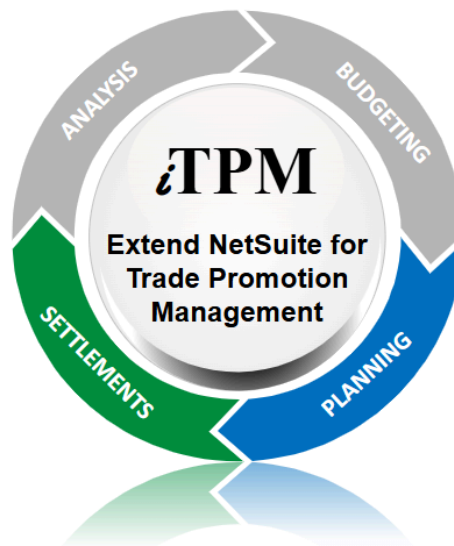 ANALYSIS
BUDGETING
iTPM
Extend NetSuite for
Trade Promotion
Management
SETTLEMENTS
PLANNING